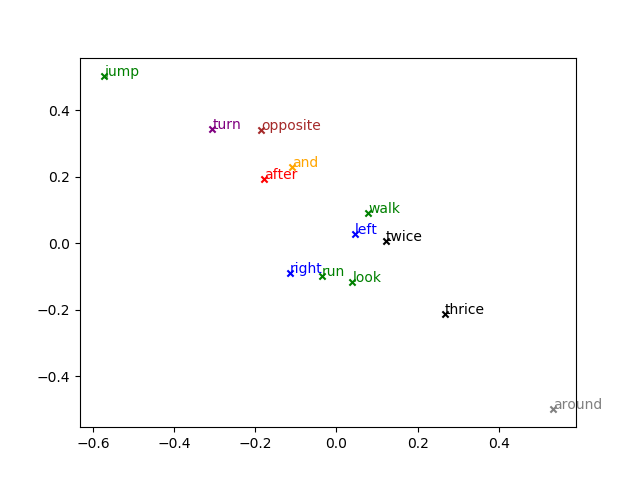 jump
turn
opposite
0.4
and
after
0.2
walk
left
twice
0.0
right
run
look
thrice
−0.2
−0.4
around
−0.6
−0.4
−0.2
0.0
0.2
0.4